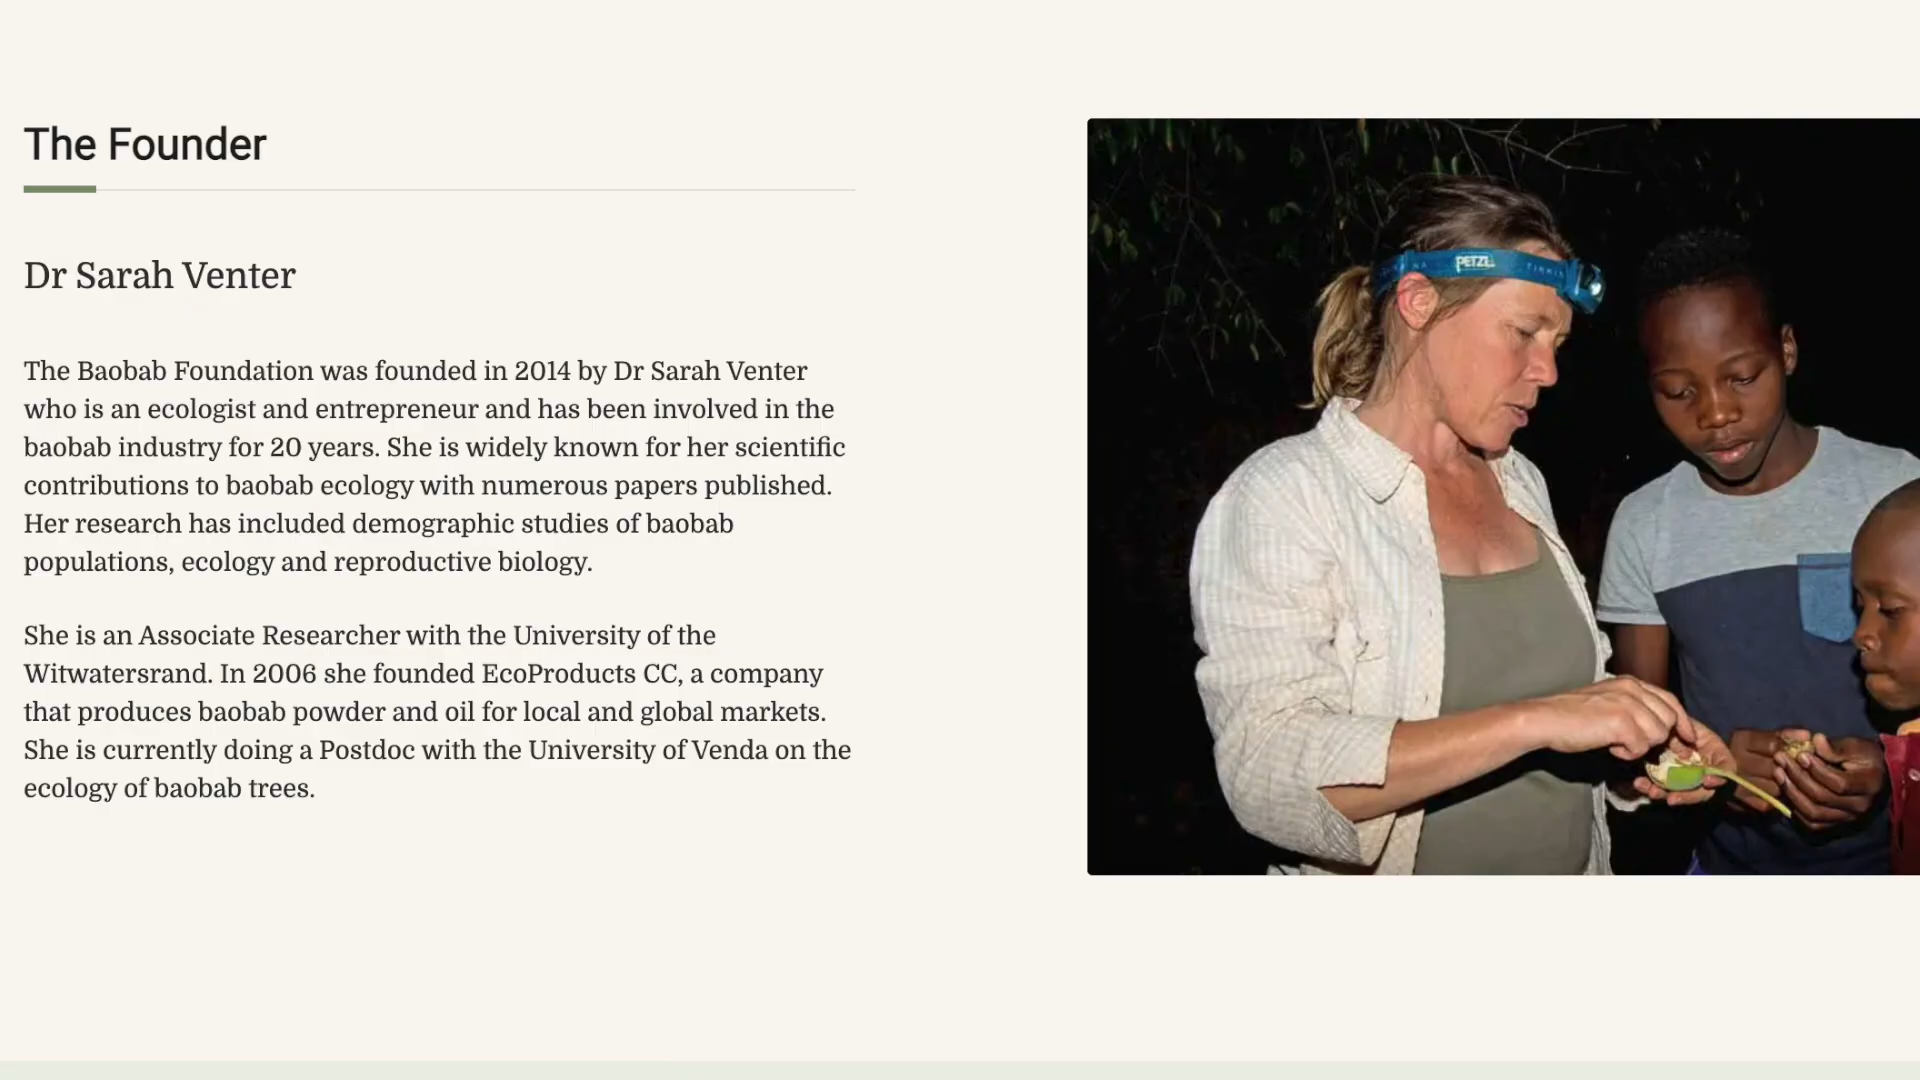 The Founder
Dr Sarah Venter
The Baobab Foundation was founded in 2014 by Dr Sarah Venter
who is an ecologist and entrepreneur and has been involved in the
baobab industry for 20 years. She is widely known for her scientific
contributions to baobab ecology with numerous papers published.
Her research has included demographic studies of baobab
populations, ecology and reproductive biology.
She is an Associate Researcher with the University of the
Witwatersrand. In 2006 she founded EcoProducts CC, a company
that produces baobab powder and oil for local and global markets.
She is currently doing a Postdoc with the University of Venda on the
ecology of baobab trees.
PETZL